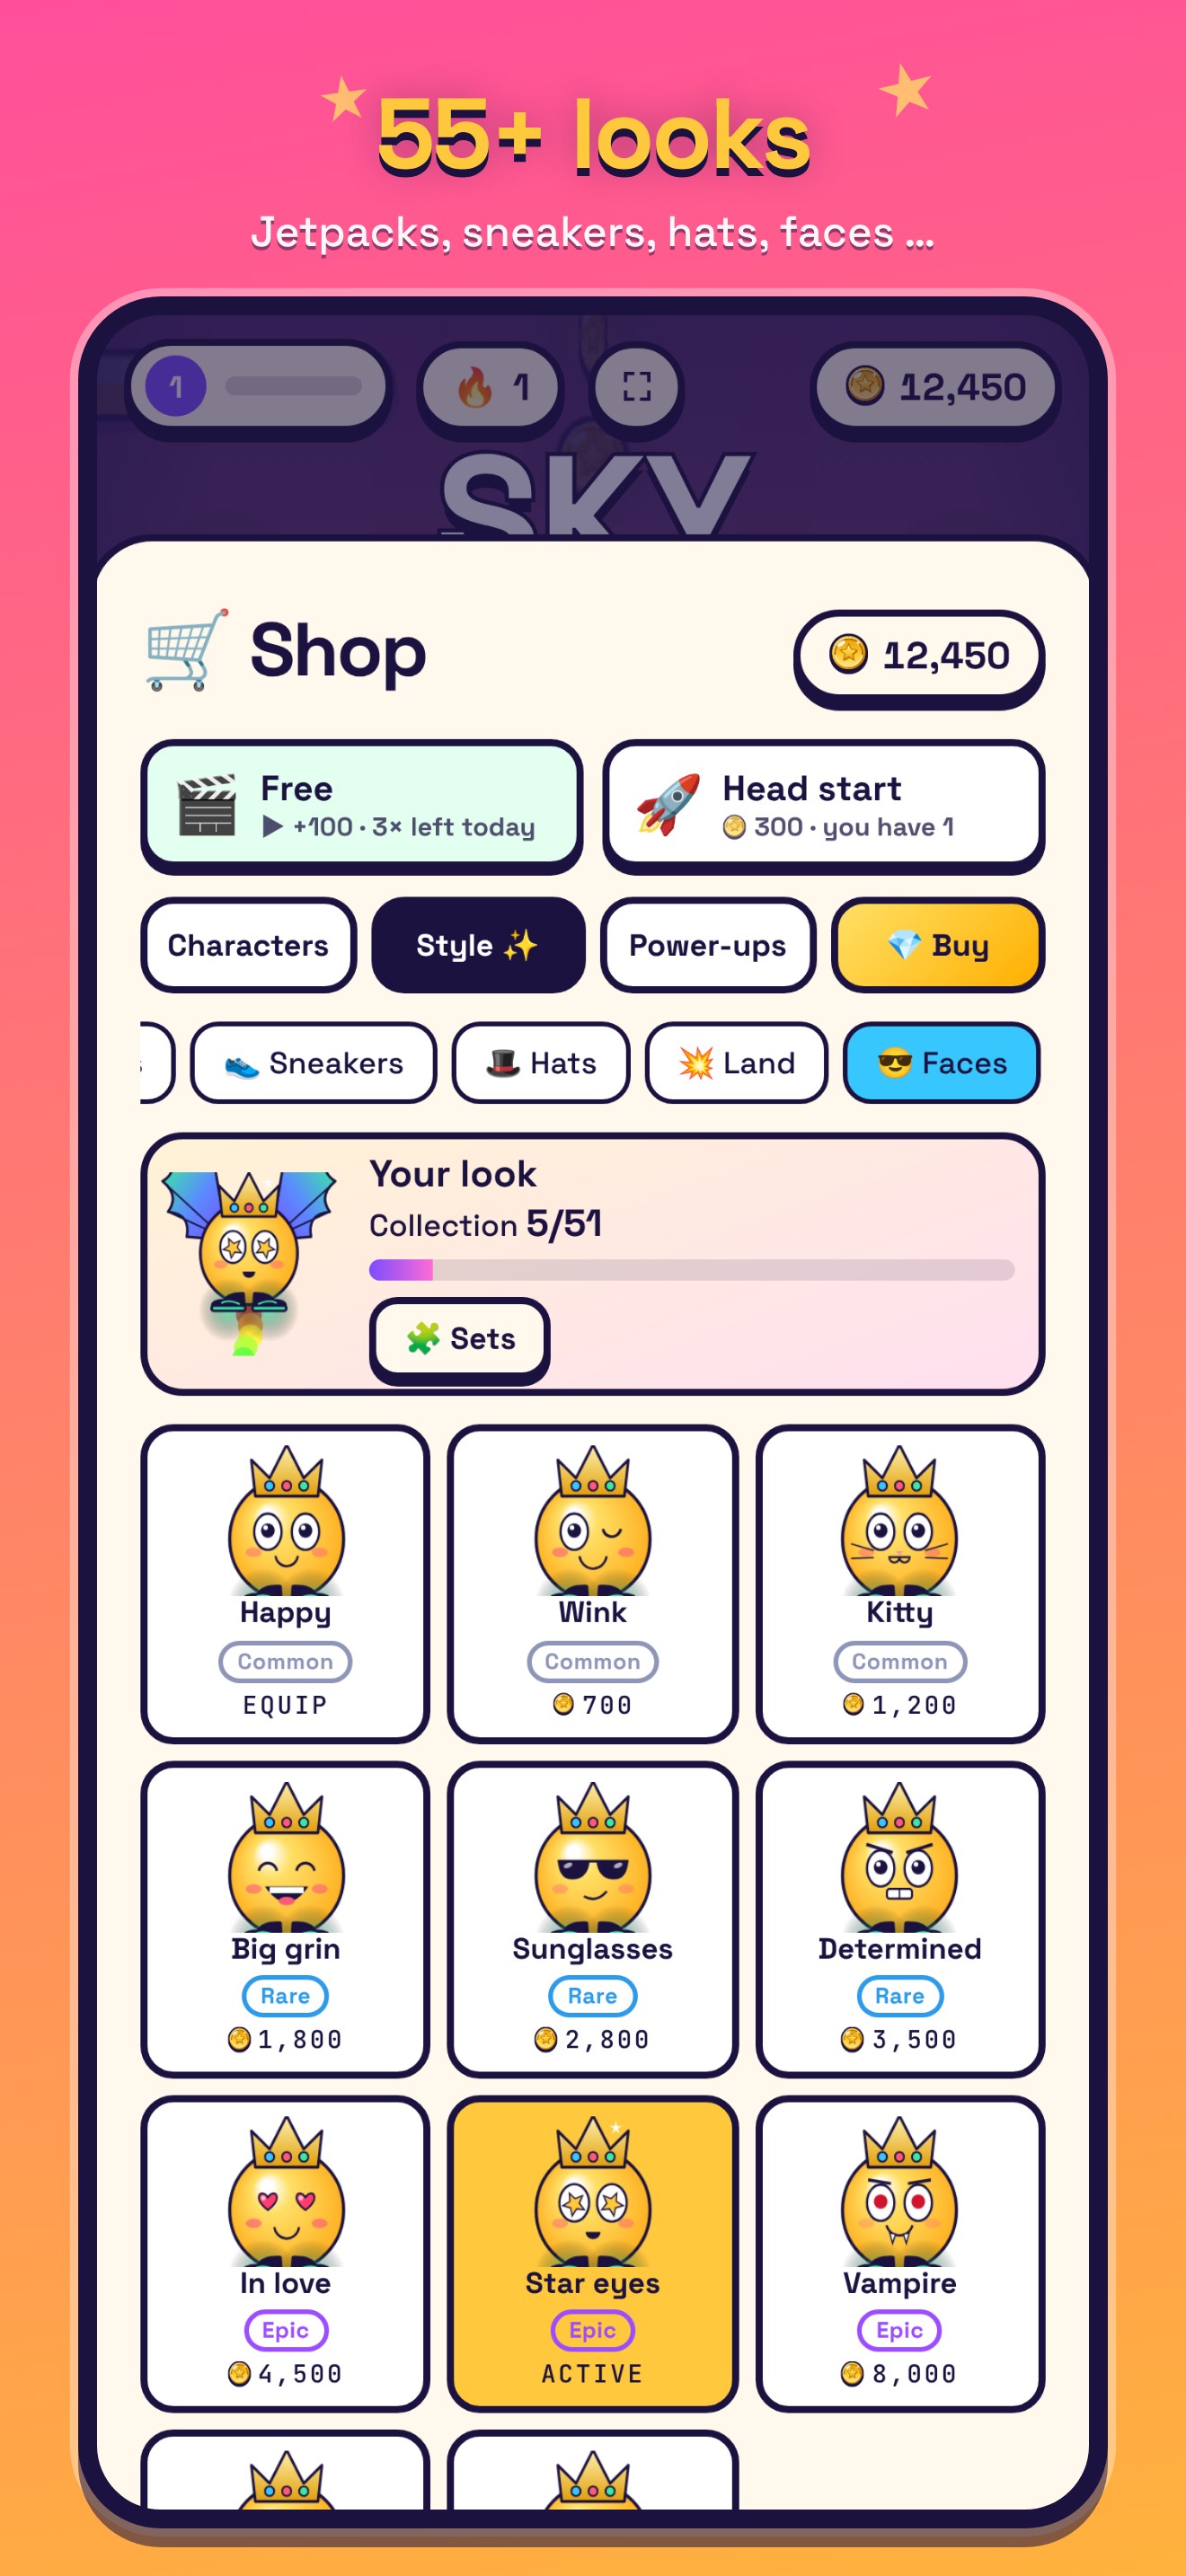 55+ looks
Jetpacks, sneakers, hats, faces ...
1
🔥 1
12,450
SKY
🛒 Shop
12,450
Free
▶ +100 · 3× left today
Head start
300 · you have 1
Characters
Style ✨
Power-ups
💎 Buy
Sneakers
Hats
Land
Faces
Your look
Collection 5/51
Sets
Happy
Wink
Kitty
Common
Common
Common
EQUIP
700
1,200
Big grin
Sunglasses
Determined
Rare
Rare
Rare
1,800
2,800
3,500
In love
Star eyes
Vampire
Epic
Epic
Epic
4,500
ACTIVE
8,000